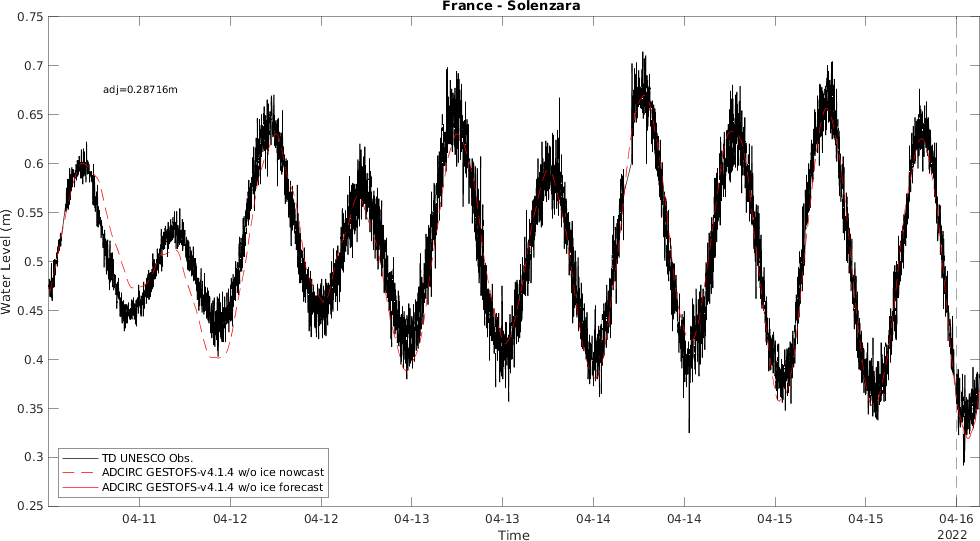 France - Solenzara
0.75
0.7
0.65
0.6
0.55
0.5
0.45
0.4
0.35
0.3
0.25
Water Level (m)
adj=0.28716m
TD UNESCO Obs.
ADCIRC GESTOFS-v4.1.4 w/o ice nowcast
ADCIRC GESTOFS-v4.1.4 w/o ice forecast
04-11 04-12 04-12 04-13 04-13 04-14 04-14 04-15 04-15 04-16
2022
Time